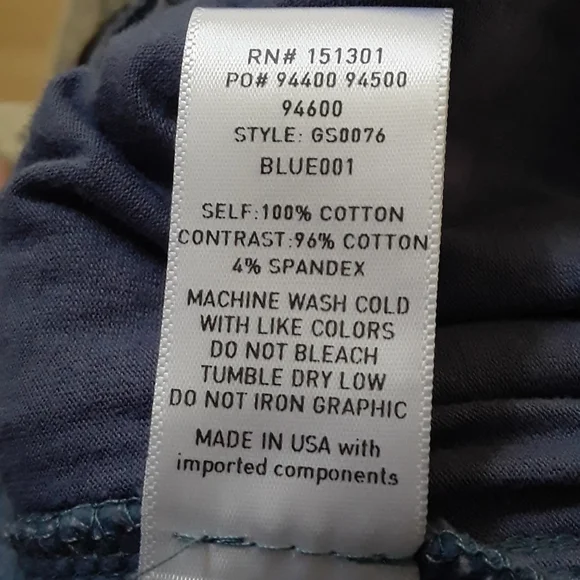 RN# 151301
PO# 94400 94500
94600
STYLE: GS0076
BLUE001
SELF:100% COTTON
CONTRAST:96% COTTON
4% SPANDEX
MACHINE WASH COLD
WITH LIKE COLORS
DO NOT BLEACH
TUMBLE DRY LOW
DO NOT IRON GRAPHIC
MADE IN USA with
imported components